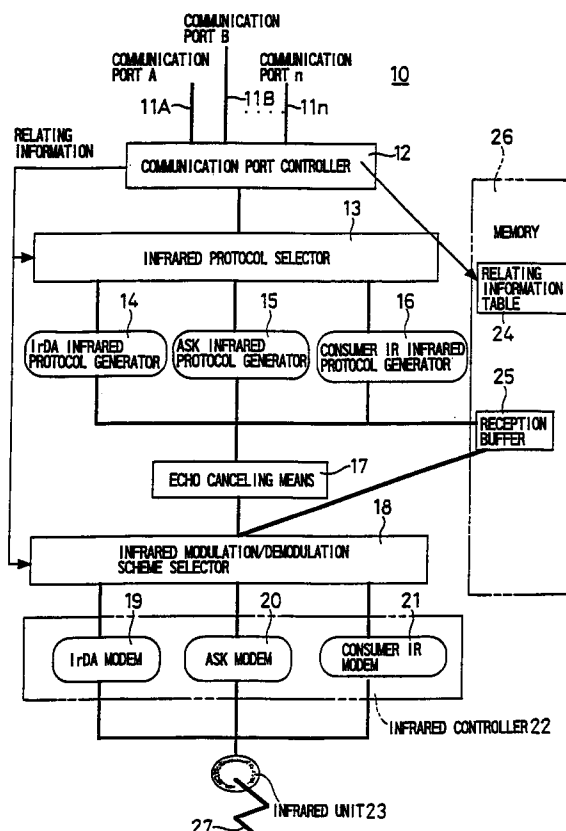 COMMUNICATION
PORT B
COMMUNICATION
PORT A
COMMUNICATION
PORT n
10
11A
11B
. . . .
11n
RELATING
INFORMATION
12
COMMUNICATION PORT CONTROLLER
26
13
MEMORY
INFRARED PROTOCOL SELECTOR
RELATING
INFORMATION
TABLE
24
14
15
16
IrDA INFRARED
PROTOCOL GENERATOR
ASK INFRARED
PROTOCOL GENERATOR
CONSUMER IR INFRARED
PROTOCOL GENERATOR
25
RECEPTION
BUFFER
17
ECHO CANCELING MEANS
18
INFRARED MODULATION/DEMODULATION
SCHEME SELECTOR
19
20
21
IrDA MODEM
ASK MODEM
CONSUMER IR
MODEM
INFRARED CONTROLLER 22
INFRARED UNIT 23
27